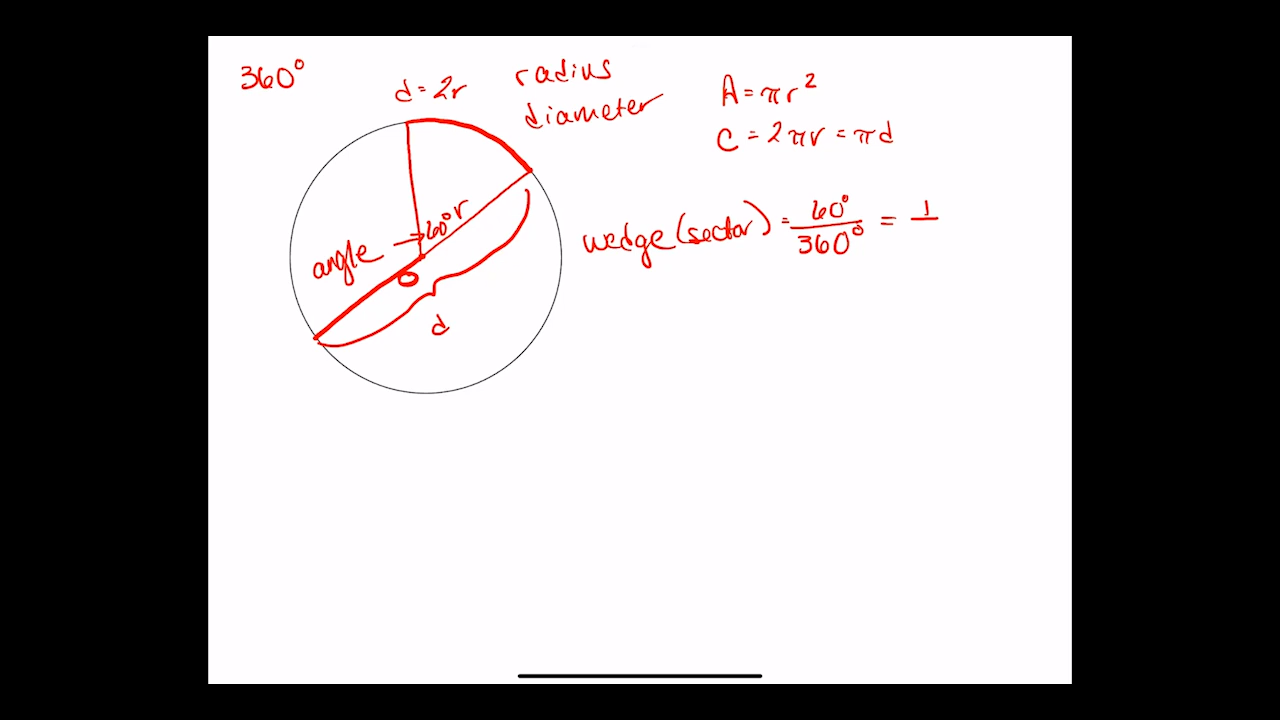 360°
d = 2r
radius
diameter
A = πr²
C = 2πr = πd
angle
60°
r
O
d
wedge (sector) = 60°/360° = 1/